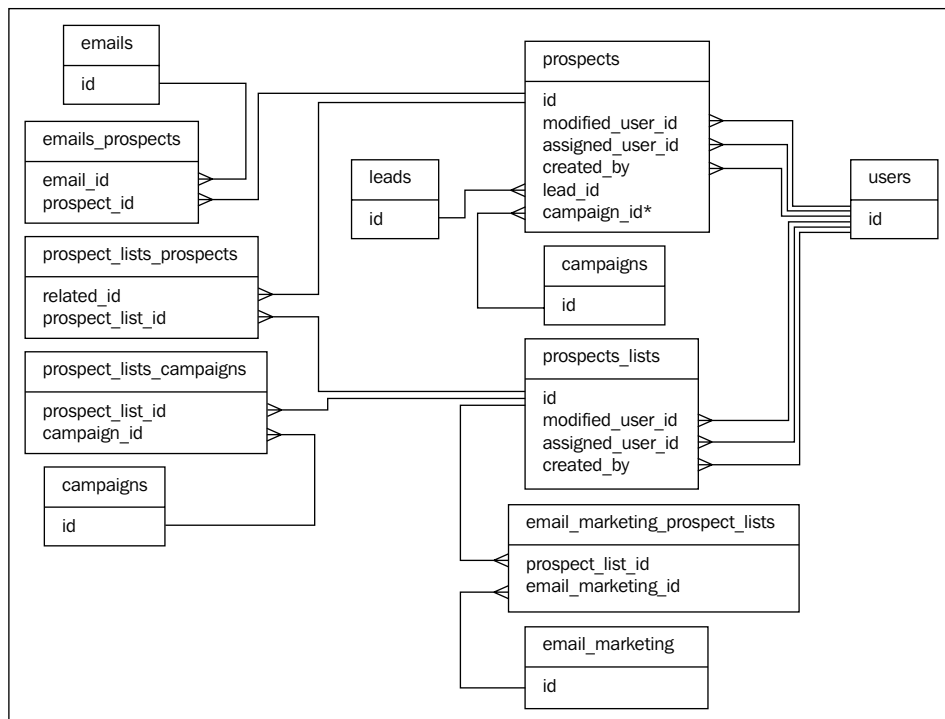 emails
id
emails_prospects
email_id
prospect_id
prospect_lists_prospects
related_id
prospect_list_id
prospect_lists_campaigns
prospect_list_id
campaign_id
campaigns
id
leads
id
prospects
id
modified_user_id
assigned_user_id
created_by
lead_id
campaign_id*
campaigns
id
prospects_lists
id
modified_user_id
assigned_user_id
created_by
email_marketing_prospect_lists
prospect_list_id
email_marketing_id
email_marketing
id
users
id